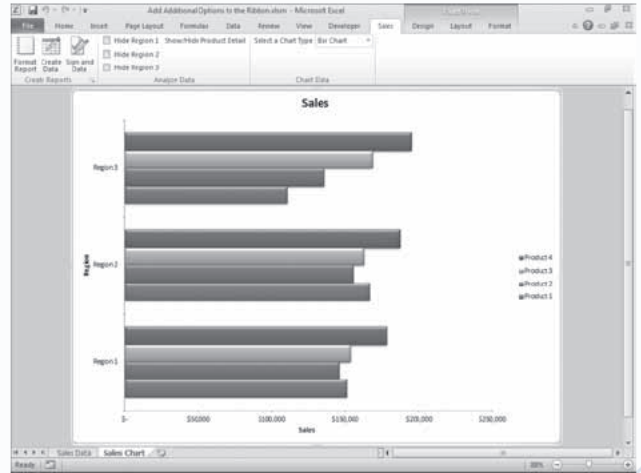 Add Additional Options to the Ribbon.xlsm - Microsoft Excel
File Home Insert Page Layout Formulas Data Review View Developer Sales Design Layout Format
Format Report Create Data Sign and Data
Hide Region 1 Show/Hide Product Detail Select a Chart Type Bar Chart
Hide Region 2
Hide Region 3
Create Reports Analyze Data Chart Data
Sales
Region 3
Region 2
Region 1
Region
Product 4
Product 3
Product 2
Product 1
$- $50,000 $100,000 $150,000 $200,000 $250,000
Sales
Sales Data Sales Chart
Ready